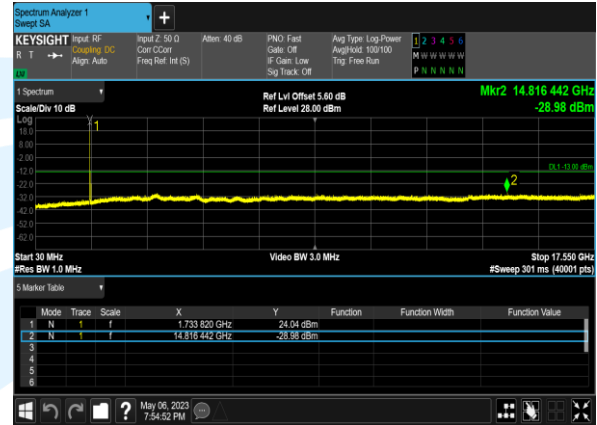 Spectrum Analyzer 1
Swept SA
+
KEYSIGHT Input: RF Input Z: 50 Ω Atten: 40 dB PNO: Fast Avg Type: Log-Power 1 2 3 4 5 6
R T Coupling: DC Corr CCorr Gate: Off Avg|Hold: 100/100 M W W W W W
Align: Auto Freq Ref: Int (S) IF Gain: Low Trig: Free Run P N N N N N
Sig Track: Off
LXI
1 Spectrum Ref Lvl Offset 5.60 dB Mkr2 14.816 442 GHz
Scale/Div 10 dB Ref Level 28.00 dBm -28.98 dBm
Log
18.0
8.00
-2.00
-12.0
-22.0
-32.0
-42.0
-52.0
-62.0
1
DL1 -13.00 dBm
2
Start 30 MHz Video BW 3.0 MHz Stop 17.550 GHz
#Res BW 1.0 MHz #Sweep 301 ms (40001 pts)
5 Marker Table
Mode Trace Scale X Y Function Function Width Function Value
1 N 1 f 1.733 820 GHz 24.04 dBm
2 N 1 f 14.816 442 GHz -28.98 dBm
3
4
5
6
? May 06, 2023
7:54:52 PM